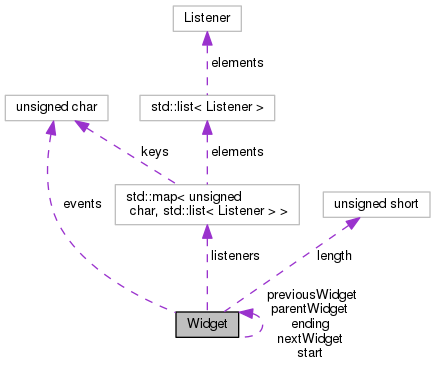 Listener
elements
std::list< Listener >
unsigned char
keys
elements
std::map< unsigned
char, std::list< Listener > >
unsigned short
events
listeners
length
previousWidget
parentWidget
ending
nextWidget
start
Widget